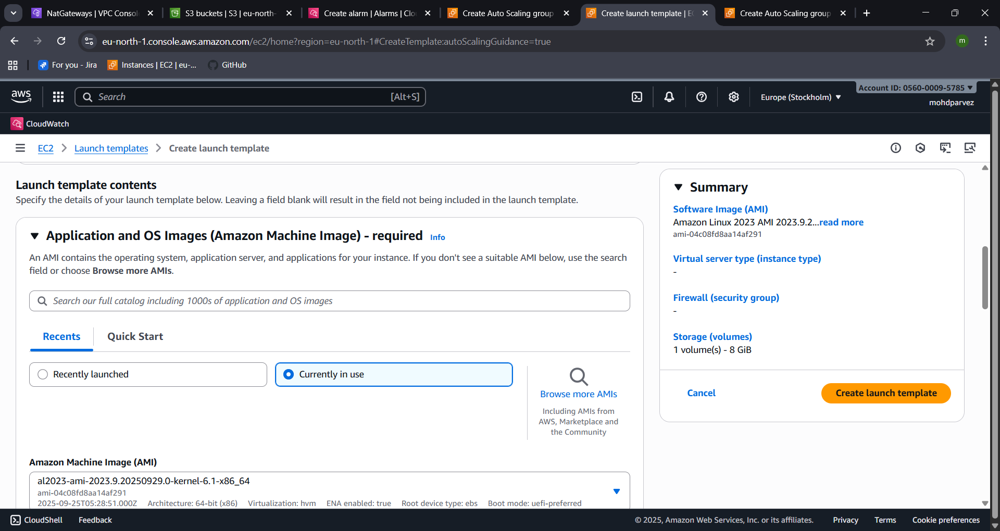 NatGateways | VPC Consol
S3 buckets | S3 | eu-north-
Create alarm | Alarms | Clo
Create Auto Scaling group
Create launch template | EC
Create Auto Scaling group
eu-north-1.console.aws.amazon.com/ec2/home?region=eu-north-1#CreateTemplate:autoScalingGuidance=true
m
For you - Jira
Instances | EC2 | eu-...
GitHub
aws
Search
[Alt+S]
Europe (Stockholm)
Account ID: 0560-0009-5785
mohdparvez
CloudWatch
EC2
Launch templates
Create launch template
Launch template contents
Specify the details of your launch template below. Leaving a field blank will result in the field not being included in the launch template.
Application and OS Images (Amazon Machine Image) - required Info
An AMI contains the operating system, application server, and applications for your instance. If you don't see a suitable AMI below, use the search
field or choose Browse more AMIs.
Search our full catalog including 1000s of application and OS images
Recents
Quick Start
Recently launched
Currently in use
Browse more AMIs
Including AMIs from
AWS, Marketplace and
the Community
Amazon Machine Image (AMI)
al2023-ami-2023.9.20250929.0-kernel-6.1-x86_64
ami-04c08fd8aa14af291
2025-09-25T05:28:51.000Z Architecture: 64-bit (x86) Virtualization: hvm ENA enabled: true Root device type: ebs Boot mode: uefi-preferred
Summary
Software Image (AMI)
Amazon Linux 2023 AMI 2023.9.2...read more
ami-04c08fd8aa14af291
Virtual server type (instance type)
-
Firewall (security group)
-
Storage (volumes)
1 volume(s) - 8 GiB
Cancel
Create launch template
CloudShell
Feedback
© 2025, Amazon Web Services, Inc. or its affiliates.
Privacy
Terms
Cookie preferences